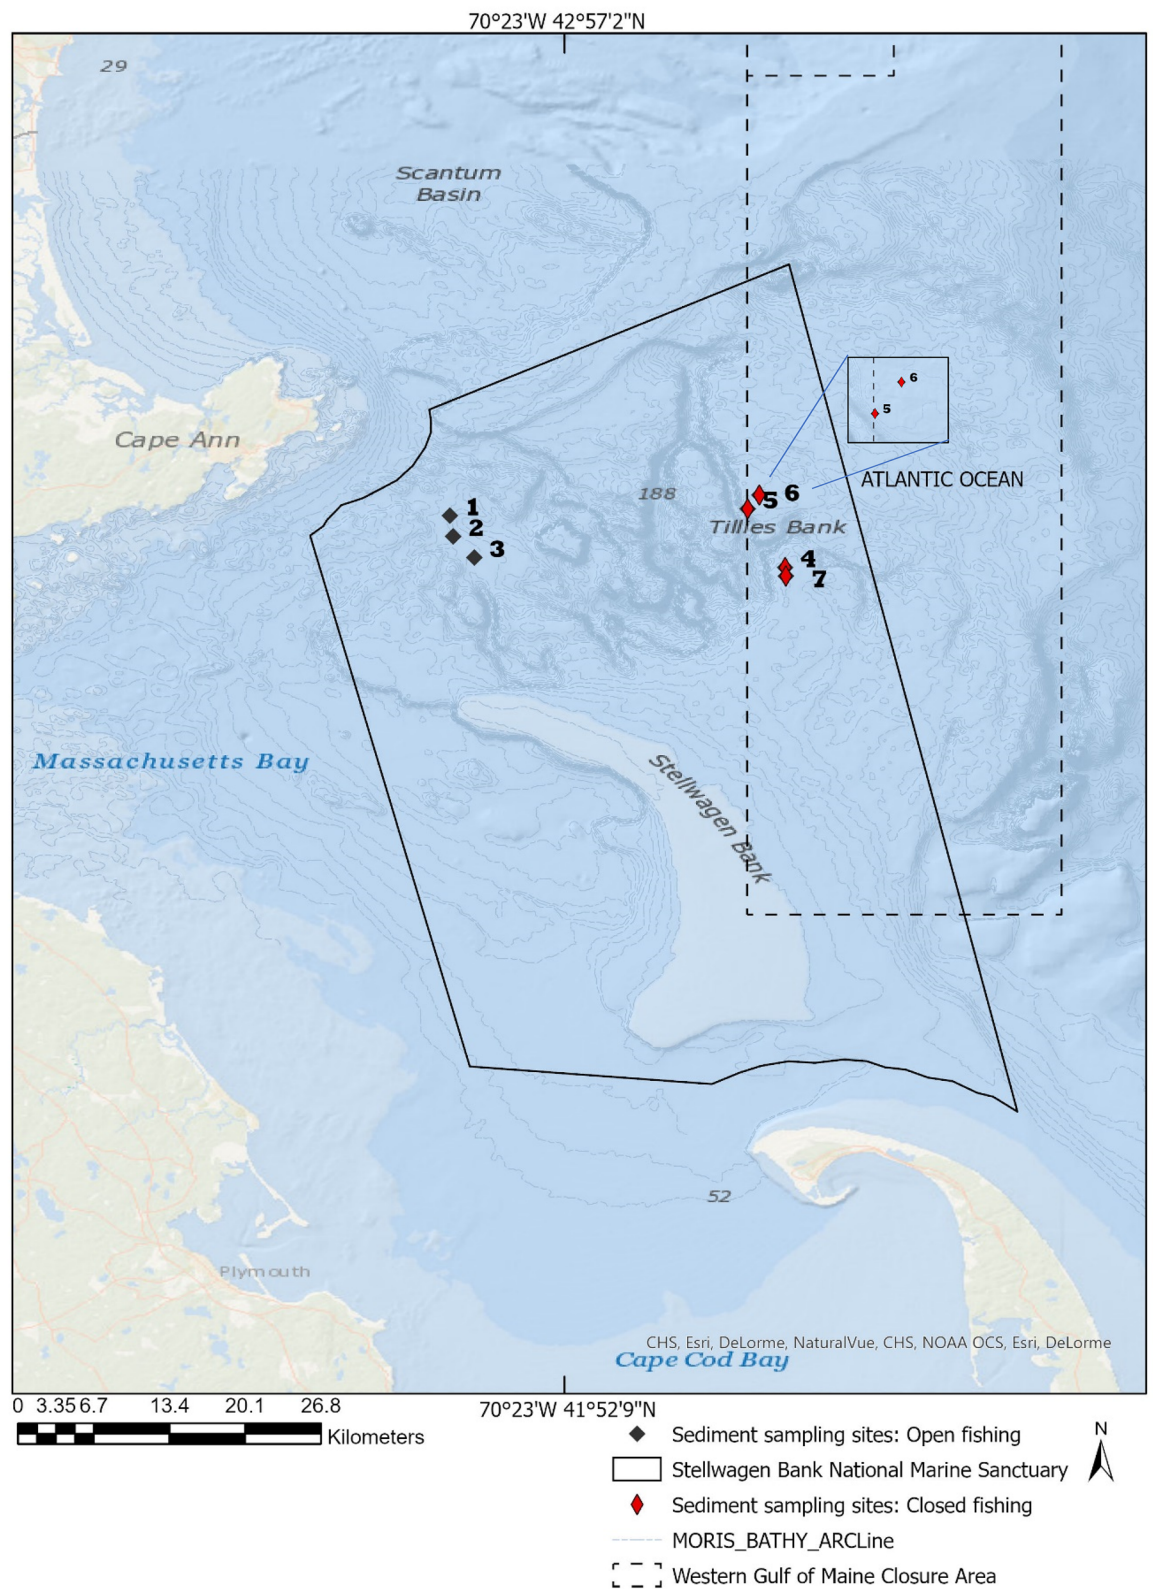 70°23'W 42°57'2"N
29
Scantum
Basin
6
5
Cape Ann
ATLANTIC OCEAN
188
6
5
1
Tillies Bank
2
3
4
7
Massachusetts Bay
Stellwagen Bank
52
Plymouth
CHS, Esri, DeLorme, NaturalVue, CHS, NOAA OCS, Esri, DeLorme
Cape Cod Bay
0 3.35 6.7 13.4 20.1 26.8
Kilometers
70°23'W 41°52'9"N
N
Sediment sampling sites: Open fishing
Stellwagen Bank National Marine Sanctuary
Sediment sampling sites: Closed fishing
MORIS_BATHY_ARCLine
Western Gulf of Maine Closure Area